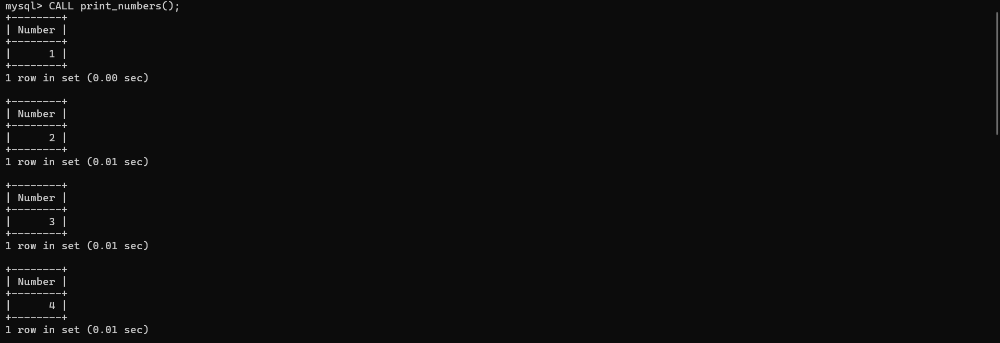 mysql> CALL print_numbers();
+--------+
| Number |
+--------+
|      1 |
+--------+
1 row in set (0.00 sec)

+--------+
| Number |
+--------+
|      2 |
+--------+
1 row in set (0.01 sec)

+--------+
| Number |
+--------+
|      3 |
+--------+
1 row in set (0.01 sec)

+--------+
| Number |
+--------+
|      4 |
+--------+
1 row in set (0.01 sec)